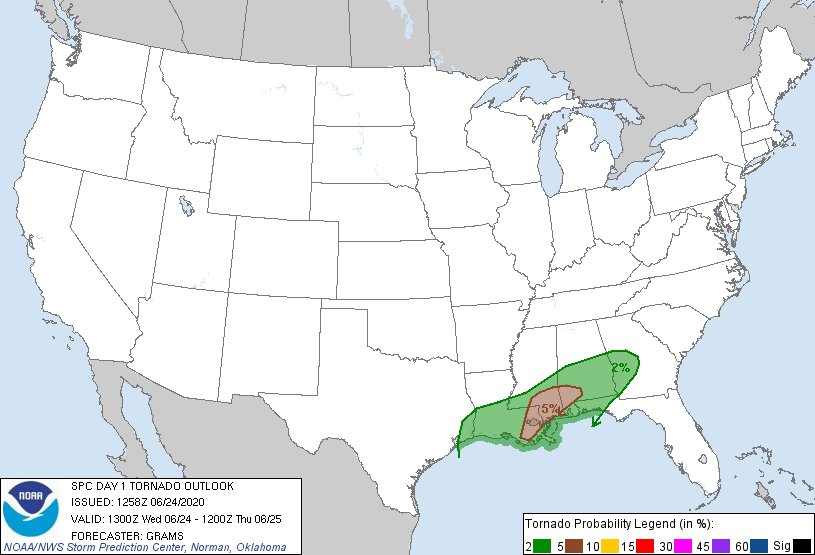 2%
5%
NOAA
SPC DAY 1 TORNADO OUTLOOK
ISSUED: 1258Z 06/24/2020
VALID: 1300Z Wed 06/24 - 1200Z Thu 06/25
FORECASTER: GRAMS
NOAA/NWS Storm Prediction Center, Norman, Oklahoma
Tornado Probability Legend (in %):
2 5 10 15 30 45 60 Sig